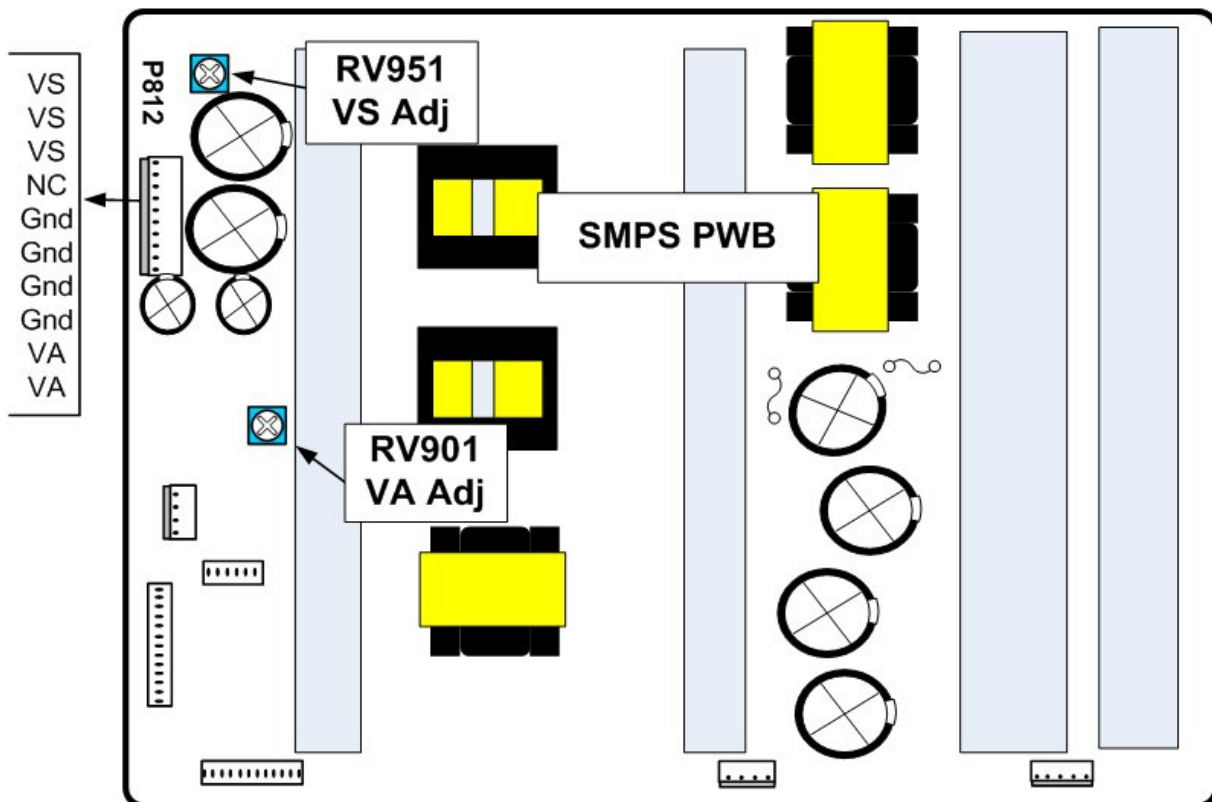 VS
VS
VS
NC
Gnd
Gnd
Gnd
Gnd
VA
VA
P812
RV951
VS Adj
SMPS PWB
RV901
VA Adj